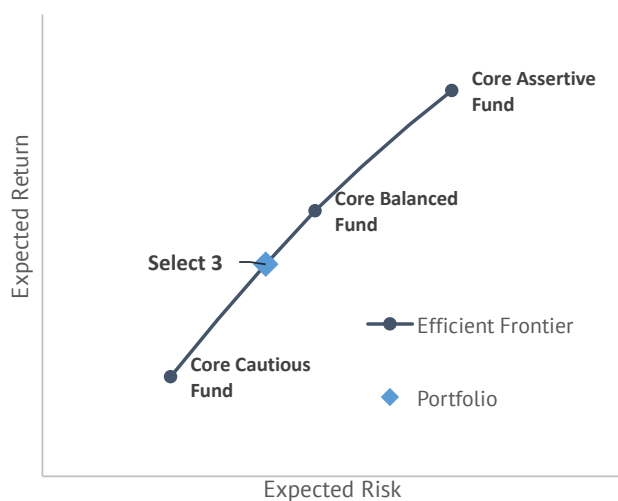 Core Assertive
Fund
Expected Return
Core Balanced
Fund
Select 3
Efficient Frontier
Core Cautious
Fund
Portfolio
Expected Risk